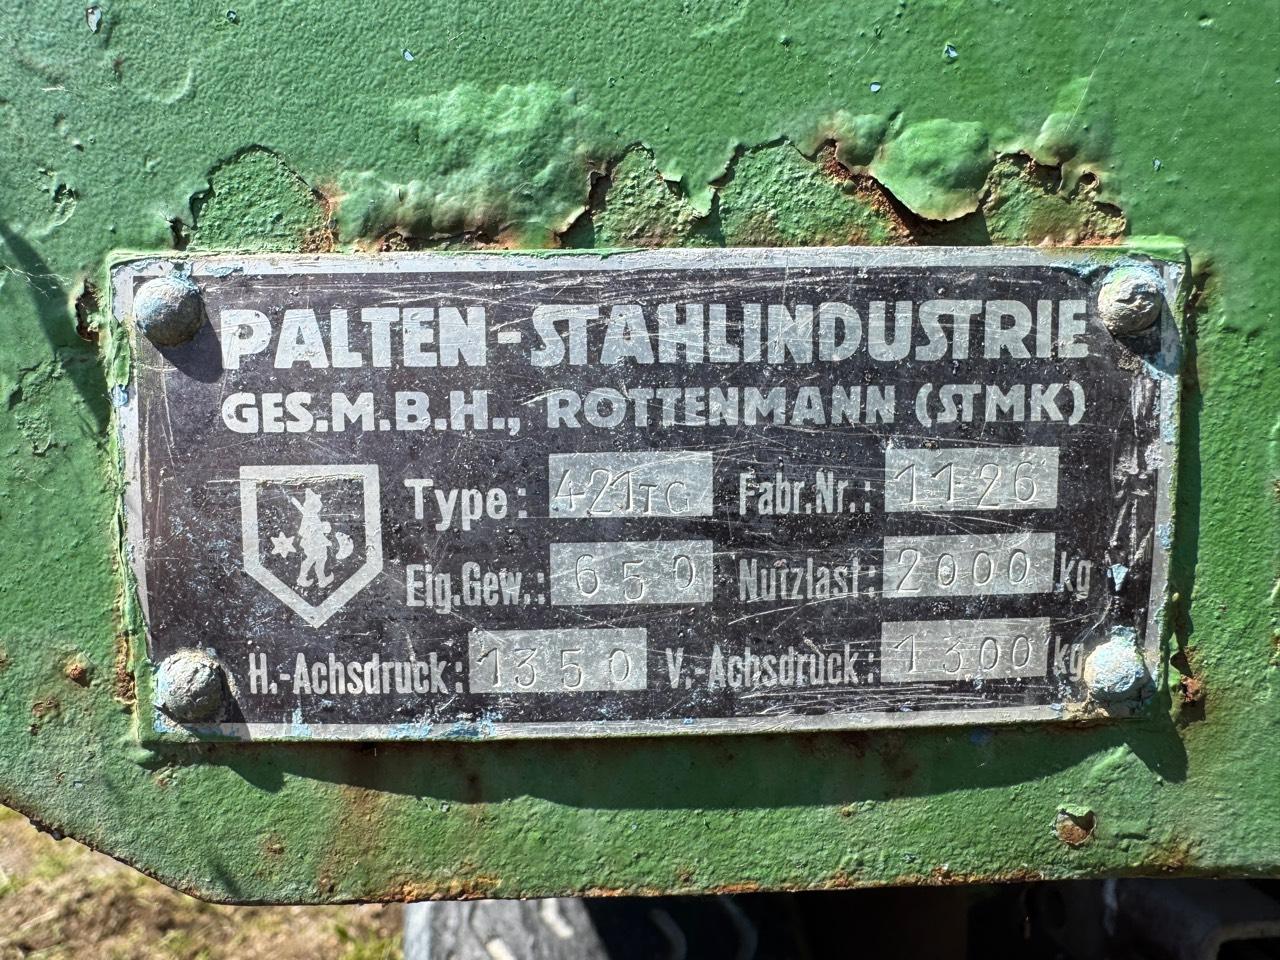 PALTEN-STAHLINDUSTRIE
GES.M.B.H., ROTTENMANN (STMK)
Type: 421TG Fabr.Nr.: 1126
Eig.Gew.: 650 Nutzlast: 2000 kg
H.-Achsdruck: 1350 V.-Achsdruck: 1300 kg